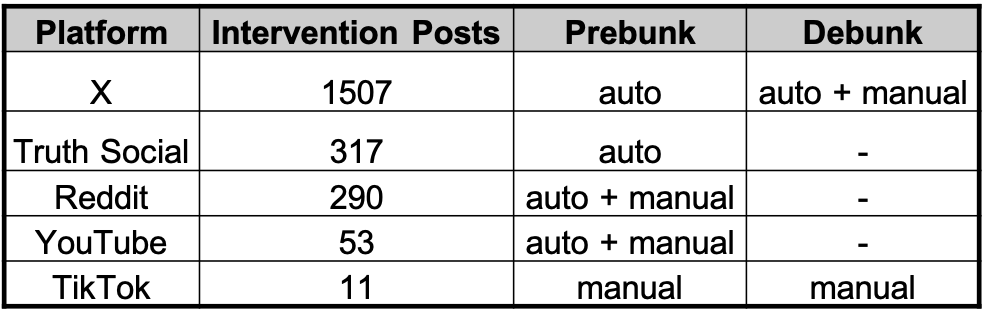 Platform Intervention Posts Prebunk Debunk
X 1507 auto auto + manual
Truth Social 317 auto -
Reddit 290 auto + manual -
YouTube 53 auto + manual -
TikTok 11 manual manual